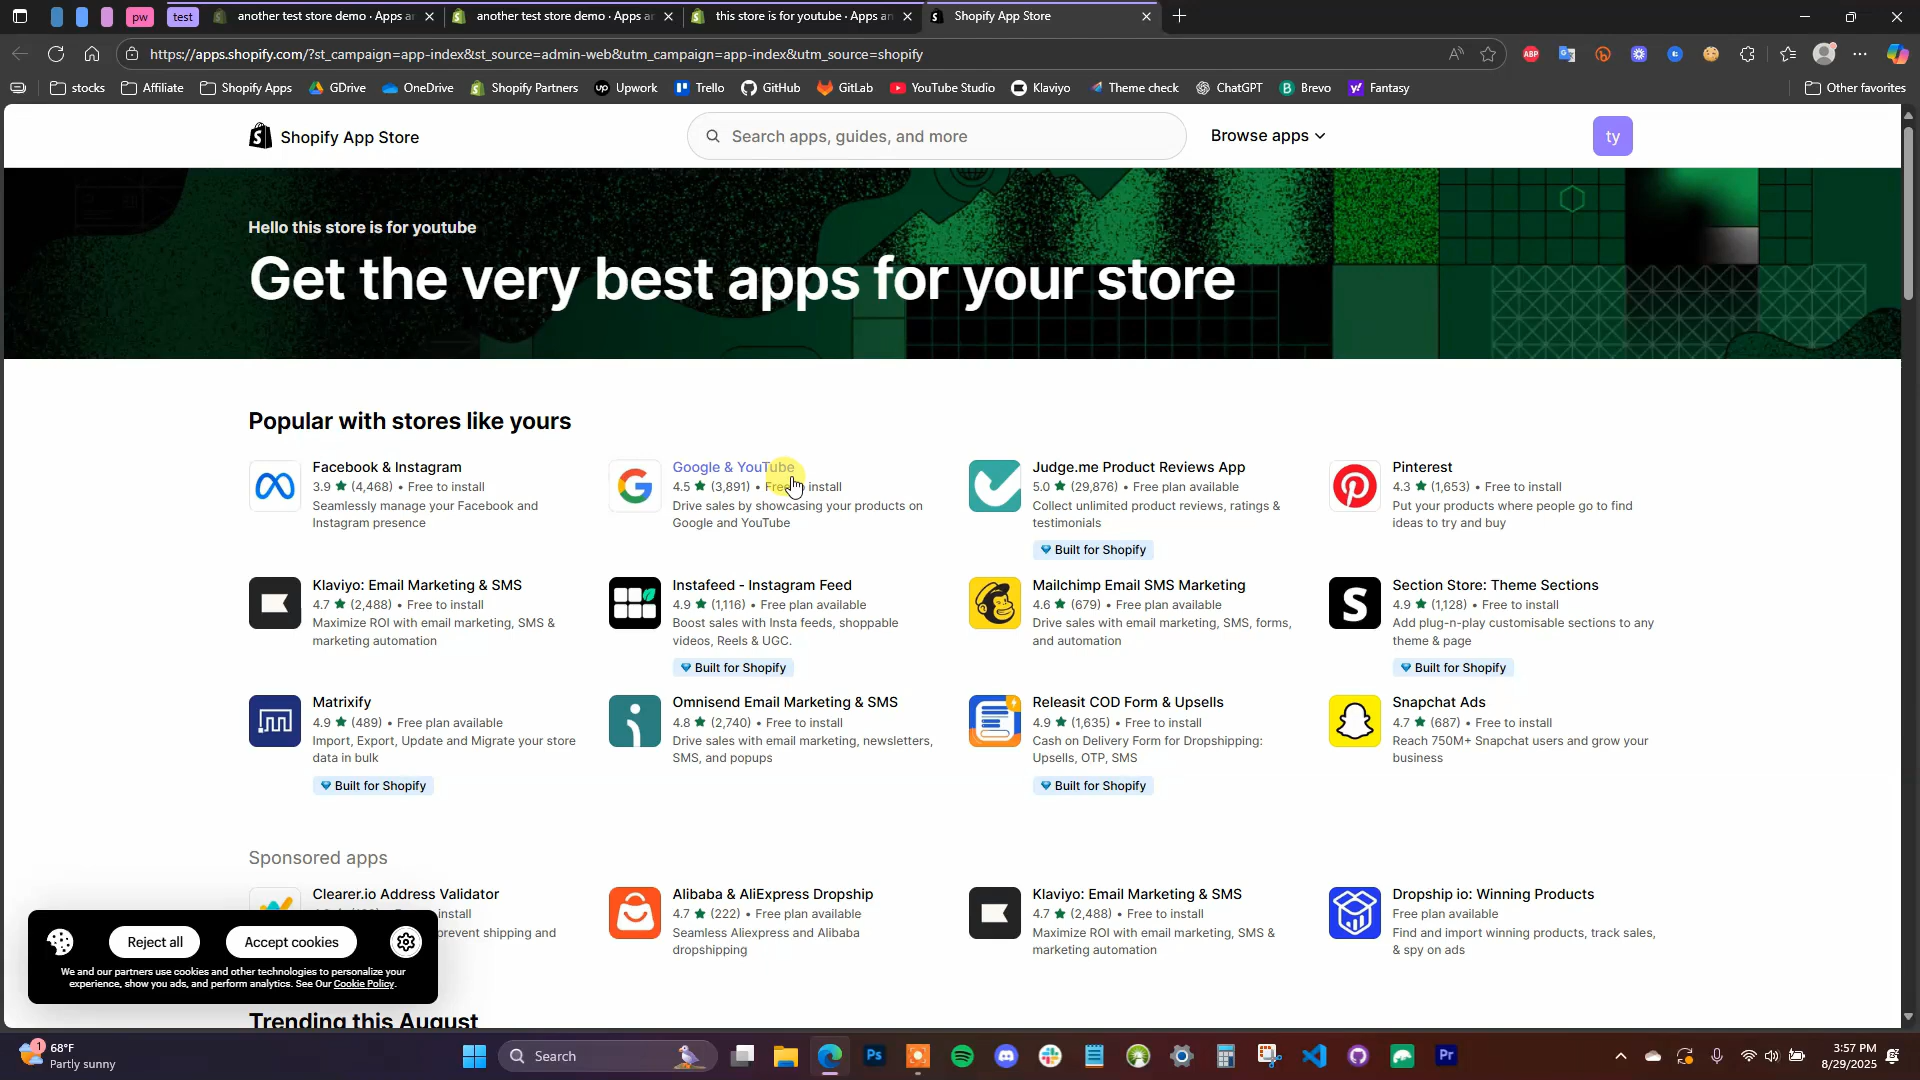 pw
test
another test store demo · Apps ar
another test store demo · Apps ar
this store is for youtube · Apps an
Shopify App Store
https://apps.shopify.com/?st_campaign=app-index&st_source=admin-web&utm_campaign=app-index&utm_source=shopify
ABP
stocks
Affiliate
Shopify Apps
GDrive
OneDrive
Shopify Partners
up Upwork
Trello
GitHub
GitLab
YouTube Studio
Klaviyo
Theme check
ChatGPT
B Brevo
Fantasy
Other favorites
Shopify App Store
Search apps, guides, and more
Browse apps
ty
Hello this store is for youtube
Get the very best apps for your store
Popular with stores like yours
Facebook & Instagram
3.9 ★ (4,468) • Free to install
Seamlessly manage your Facebook and
Instagram presence
Google & YouTube
4.5 ★ (3,891) • Free install
Drive sales by showcasing your products on
Google and YouTube
Judge.me Product Reviews App
5.0 ★ (29,876) • Free plan available
Collect unlimited product reviews, ratings &
testimonials
Built for Shopify
Pinterest
4.3 ★ (1,653) • Free to install
Put your products where people go to find
ideas to try and buy
Klaviyo: Email Marketing & SMS
4.7 ★ (2,488) • Free to install
Maximize ROI with email marketing, SMS &
marketing automation
Instafeed - Instagram Feed
4.9 ★ (1,116) • Free plan available
Boost sales with Insta feeds, shoppable
videos, Reels & UGC.
Built for Shopify
Mailchimp Email SMS Marketing
4.6 ★ (679) • Free plan available
Drive sales with email marketing, SMS, forms,
and automation
S
Section Store: Theme Sections
4.9 ★ (1,128) • Free to install
Add plug-n-play customisable sections to any
theme & page
Built for Shopify
Matrixify
4.9 ★ (489) • Free plan available
Import, Export, Update and Migrate your store
data in bulk
Built for Shopify
Omnisend Email Marketing & SMS
4.8 ★ (2,740) • Free to install
Drive sales with email marketing, newsletters,
SMS, and popups
Releasit COD Form & Upsells
4.9 ★ (1,635) • Free to install
Cash on Delivery Form for Dropshipping:
Upsells, OTP, SMS
Built for Shopify
Snapchat Ads
4.7 ★ (687) • Free to install
Reach 750M+ Snapchat users and grow your
business
Sponsored apps
Clearer.io Address Validator
install
prevent shipping and
Alibaba & AliExpress Dropship
4.7 ★ (222) • Free plan available
Seamless Aliexpress and Alibaba
dropshipping
Klaviyo: Email Marketing & SMS
4.7 ★ (2,488) • Free to install
Maximize ROI with email marketing, SMS &
marketing automation
Dropship io: Winning Products
Free plan available
Find and import winning products, track sales,
& spy on ads
Reject all
Accept cookies
We and our partners use cookies and other technologies to personalize your
experience, show you ads, and perform analytics. See Our Cookie Policy.
Trending this August
1
68°F
Partly sunny
Search
Ps
Pr
3:57 PM
8/29/2025